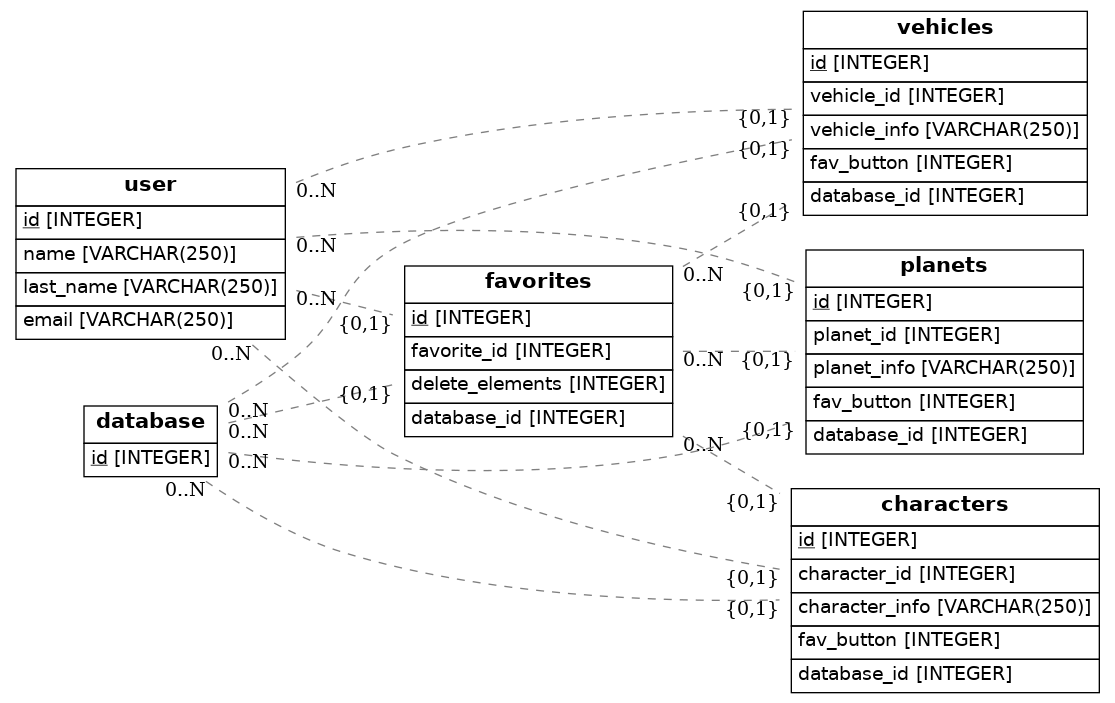 vehicles
id [INTEGER]
vehicle_id [INTEGER]
vehicle_info [VARCHAR(250)]
fav_button [INTEGER]
database_id [INTEGER]
{0,1}
{0,1}
{0,1}
user
id [INTEGER]
name [VARCHAR(250)]
last_name [VARCHAR(250)]
email [VARCHAR(250)]
0..N
0..N
0..N
0..N
favorites
id [INTEGER]
favorite_id [INTEGER]
delete_elements [INTEGER]
database_id [INTEGER]
{0,1}
{0,1}
0..N
0..N
0..N
planets
id [INTEGER]
planet_id [INTEGER]
planet_info [VARCHAR(250)]
fav_button [INTEGER]
database_id [INTEGER]
{0,1}
{0,1}
{0,1}
database
id [INTEGER]
0..N
0..N
0..N
0..N
characters
id [INTEGER]
character_id [INTEGER]
character_info [VARCHAR(250)]
fav_button [INTEGER]
database_id [INTEGER]
{0,1}
{0,1}
{0,1}